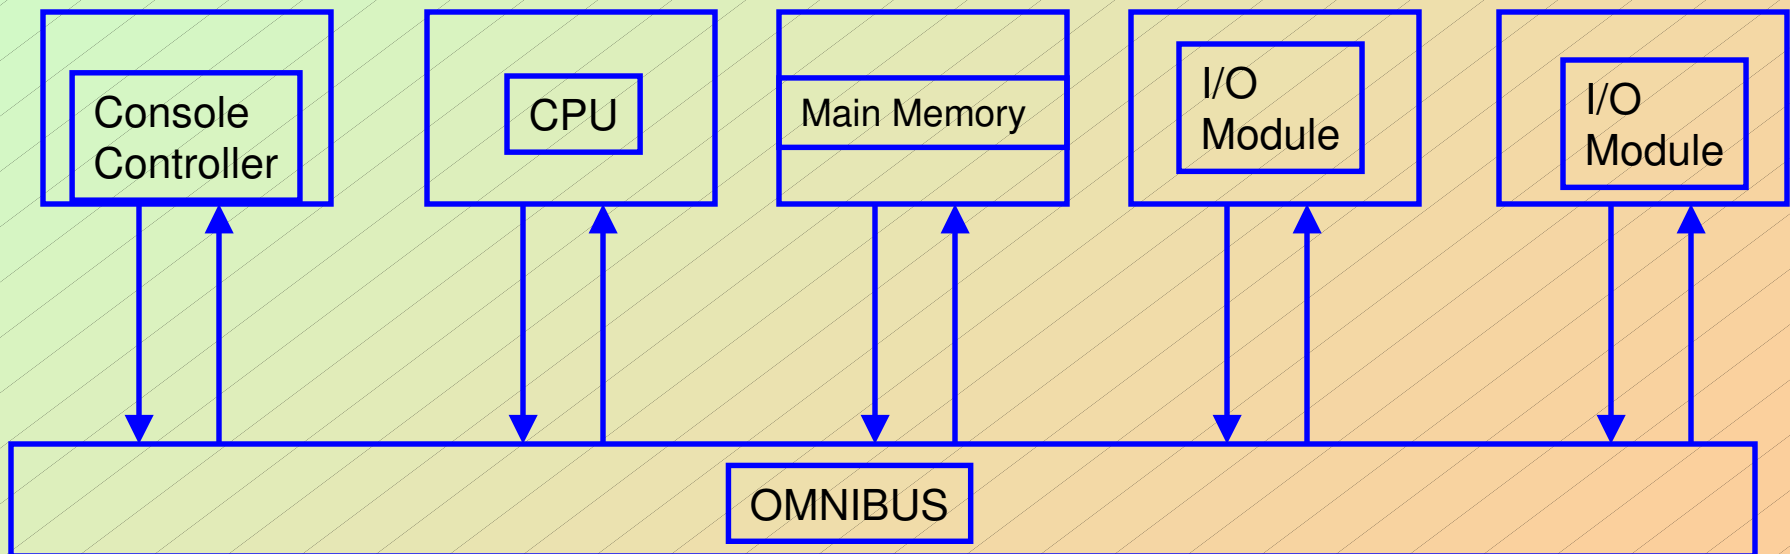 Console
Controller
CPU
Main Memory
I/O
Module
I/O
Module
OMNIBUS